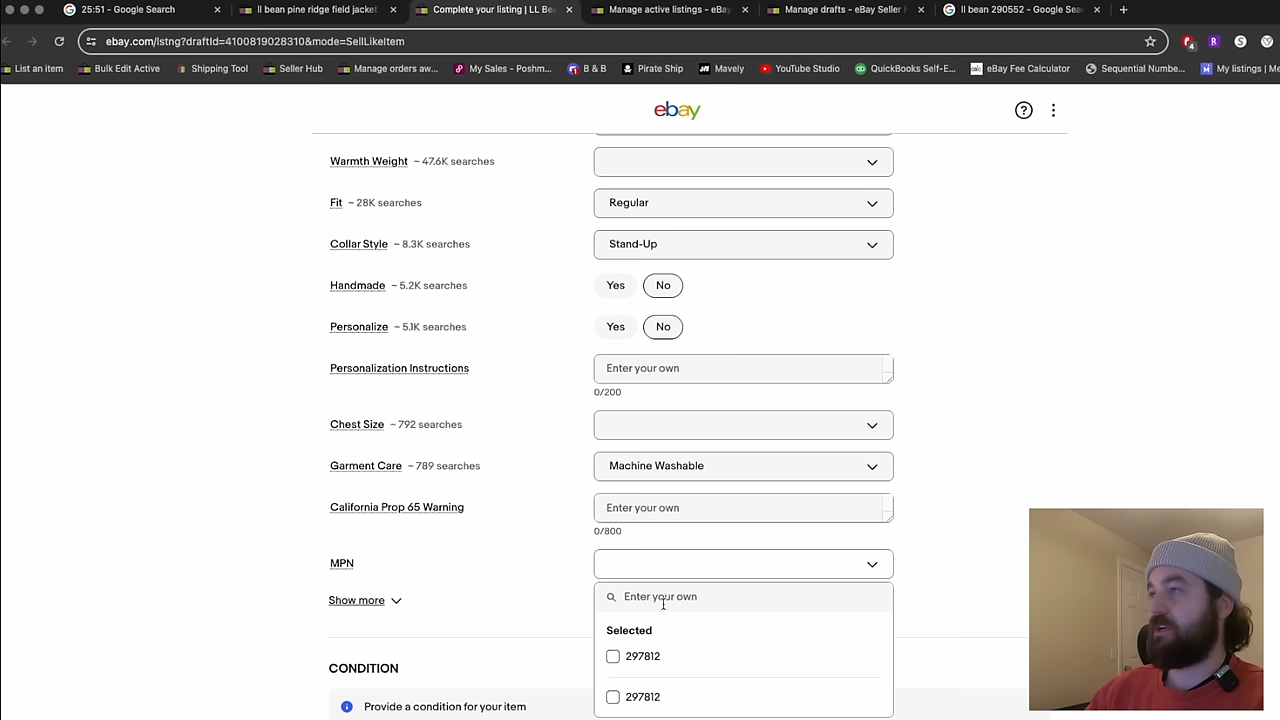 25:51 - Google Search
ll bean pine ridge field jacket
Complete your listing | LL Be
Manage active listings - eBay
Manage drafts - eBay Seller
ll bean 290552 - Google Sea
ebay.com/lstng?draftId=4100819028310&mode=SellLikeItem
4
R
S
List an item
Bulk Edit Active
Shipping Tool
Seller Hub
Manage orders aw...
My Sales - Poshm...
B & B
Pirate Ship
Mavely
YouTube Studio
QuickBooks Self-E...
eBay Fee Calculator
Sequential Numbe...
My listings | Me
ebay
Warmth Weight ~ 47.6K searches
Fit ~ 28K searches
Regular
Collar Style ~ 8.3K searches
Stand-Up
Handmade ~ 5.2K searches
Yes No
Personalize ~ 5.1K searches
Yes No
Personalization Instructions
Enter your own
0/200
Chest Size ~ 792 searches
Garment Care ~ 789 searches
Machine Washable
California Prop 65 Warning
Enter your own
0/800
MPN
Show more
Enter your own
Selected
297812
297812
CONDITION
Provide a condition for your item